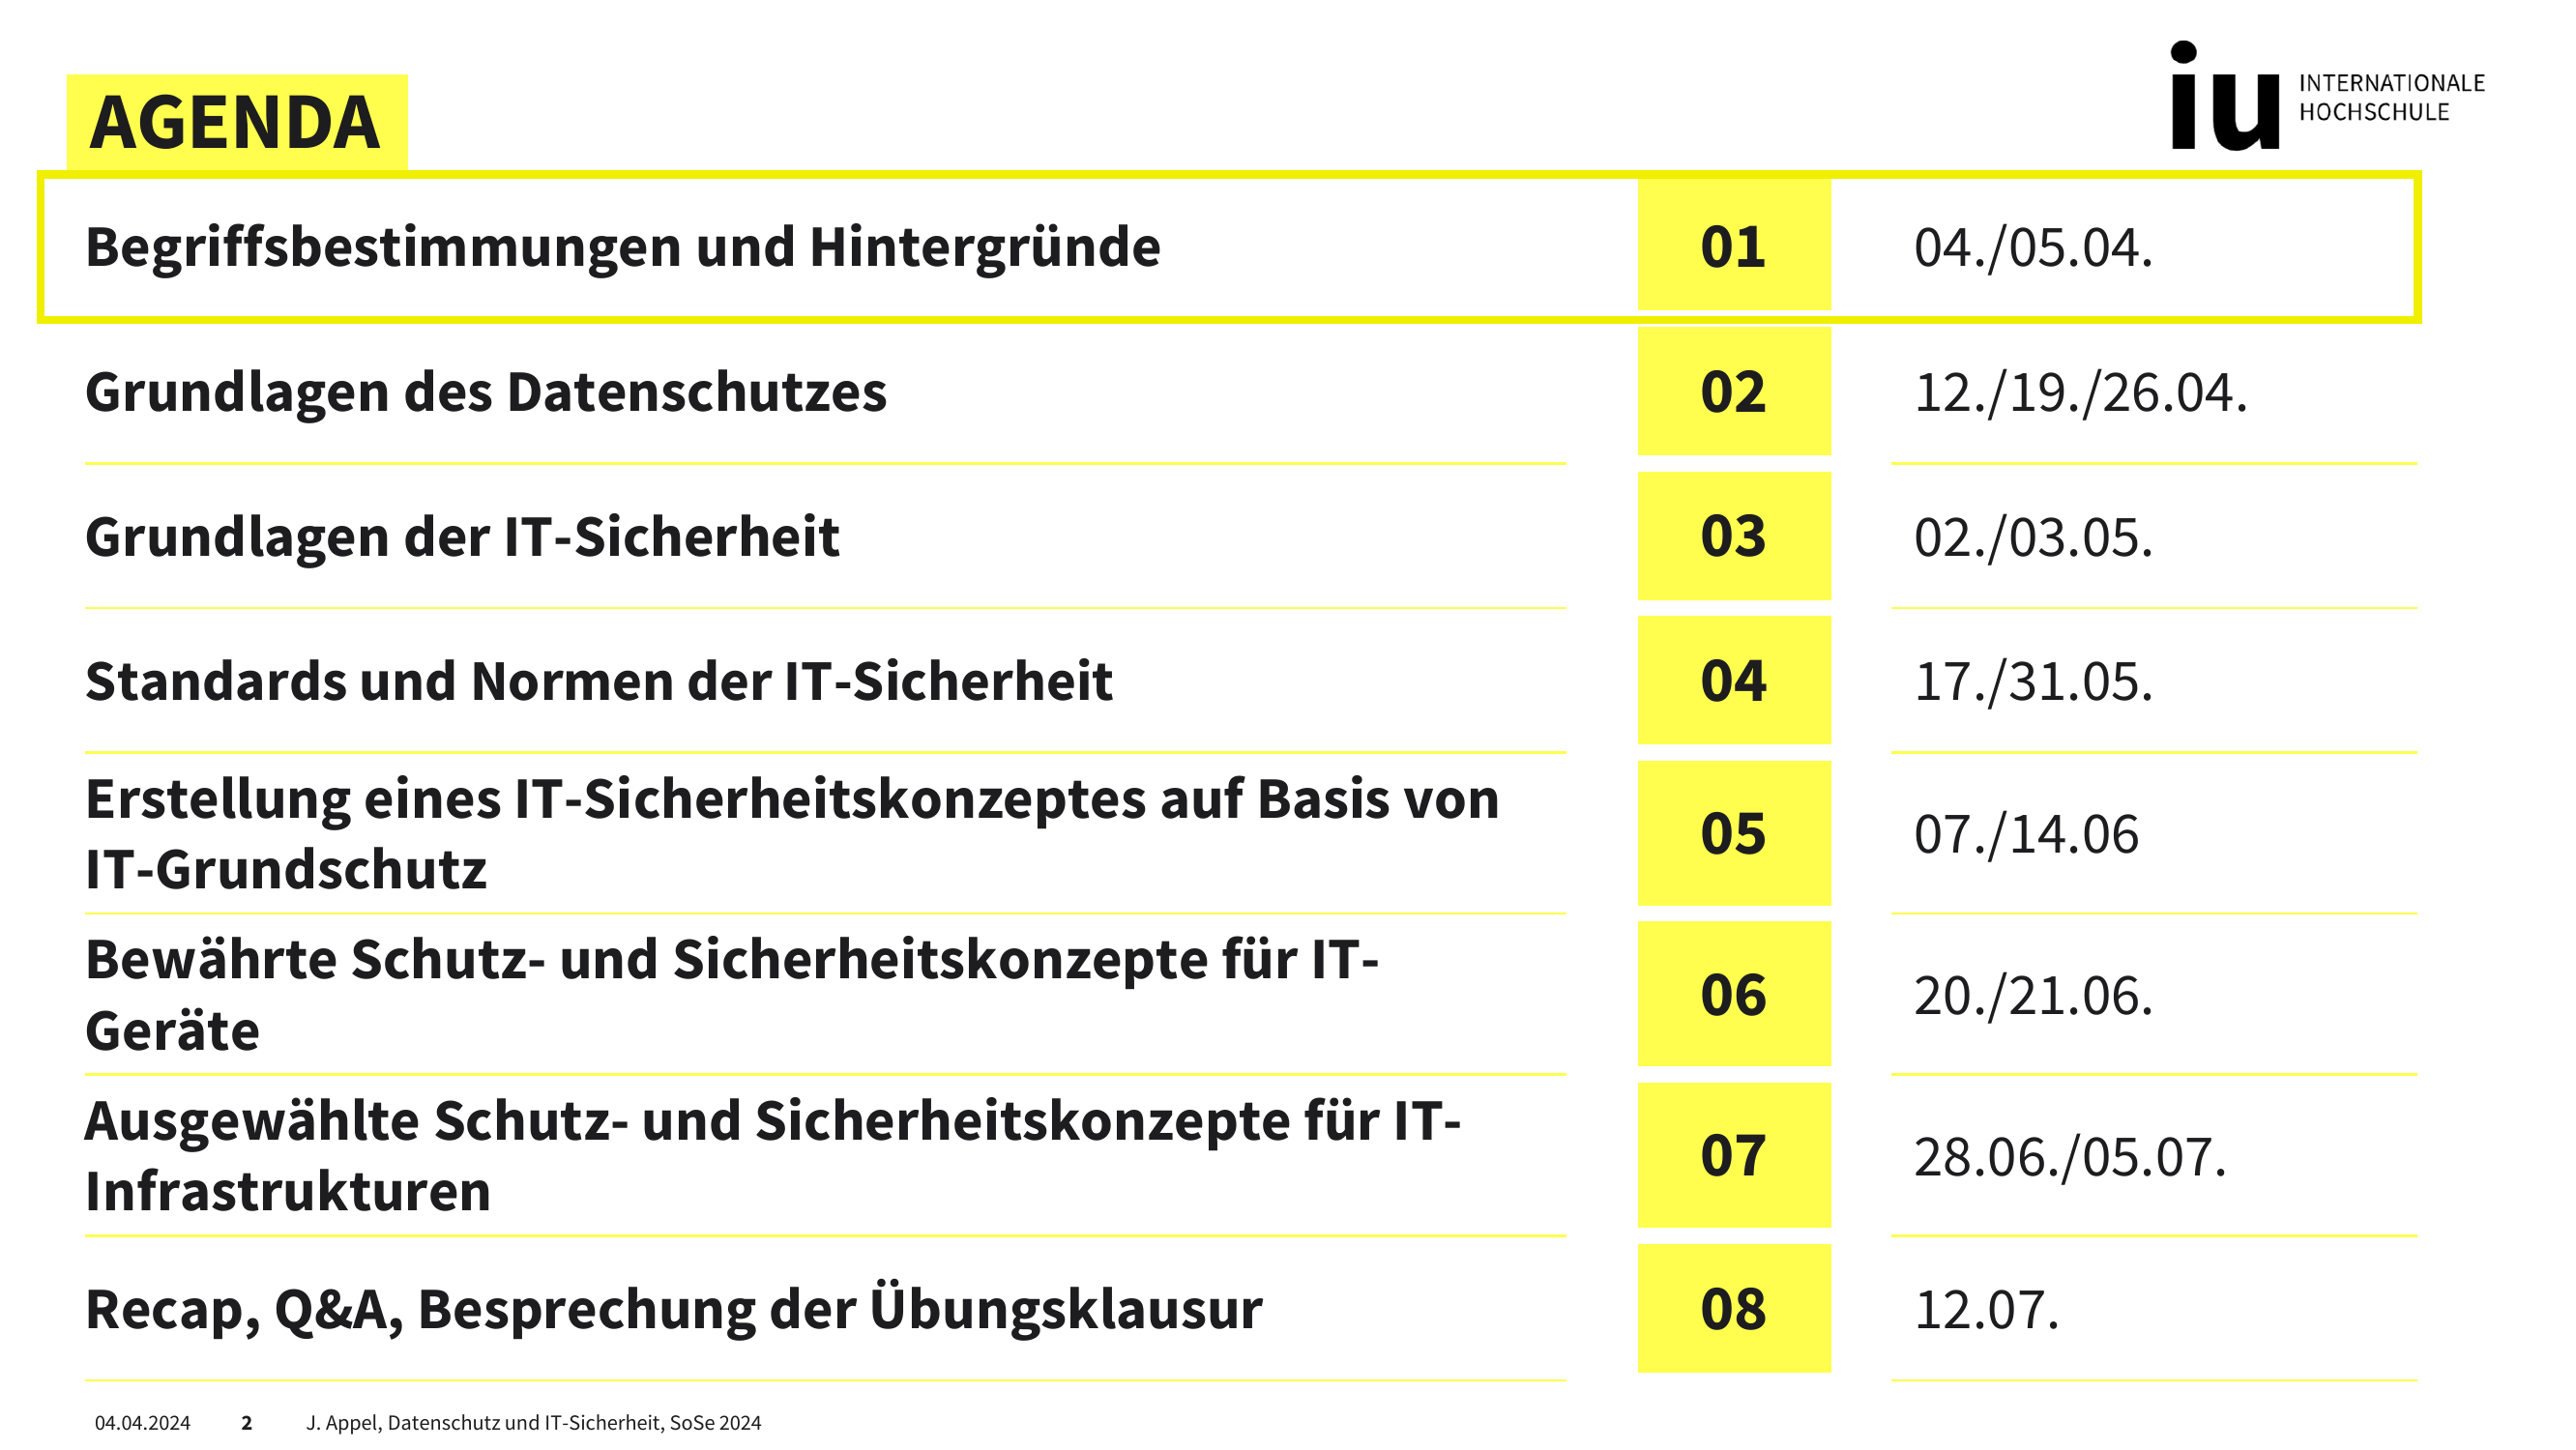 AGENDA
iu INTERNATIONALE
HOCHSCHULE
Begriffsbestimmungen und Hintergründe 01 04./05.04.
Grundlagen des Datenschutzes 02 12./19./26.04.
Grundlagen der IT-Sicherheit 03 02./03.05.
Standards und Normen der IT-Sicherheit 04 17./31.05.
Erstellung eines IT-Sicherheitskonzeptes auf Basis von
IT-Grundschutz 05 07./14.06
Bewährte Schutz- und Sicherheitskonzepte für IT-
Geräte 06 20./21.06.
Ausgewählte Schutz- und Sicherheitskonzepte für IT-
Infrastrukturen 07 28.06./05.07.
Recap, Q&A, Besprechung der Übungsklausur 08 12.07.
04.04.2024 2 J. Appel, Datenschutz und IT-Sicherheit, SoSe 2024